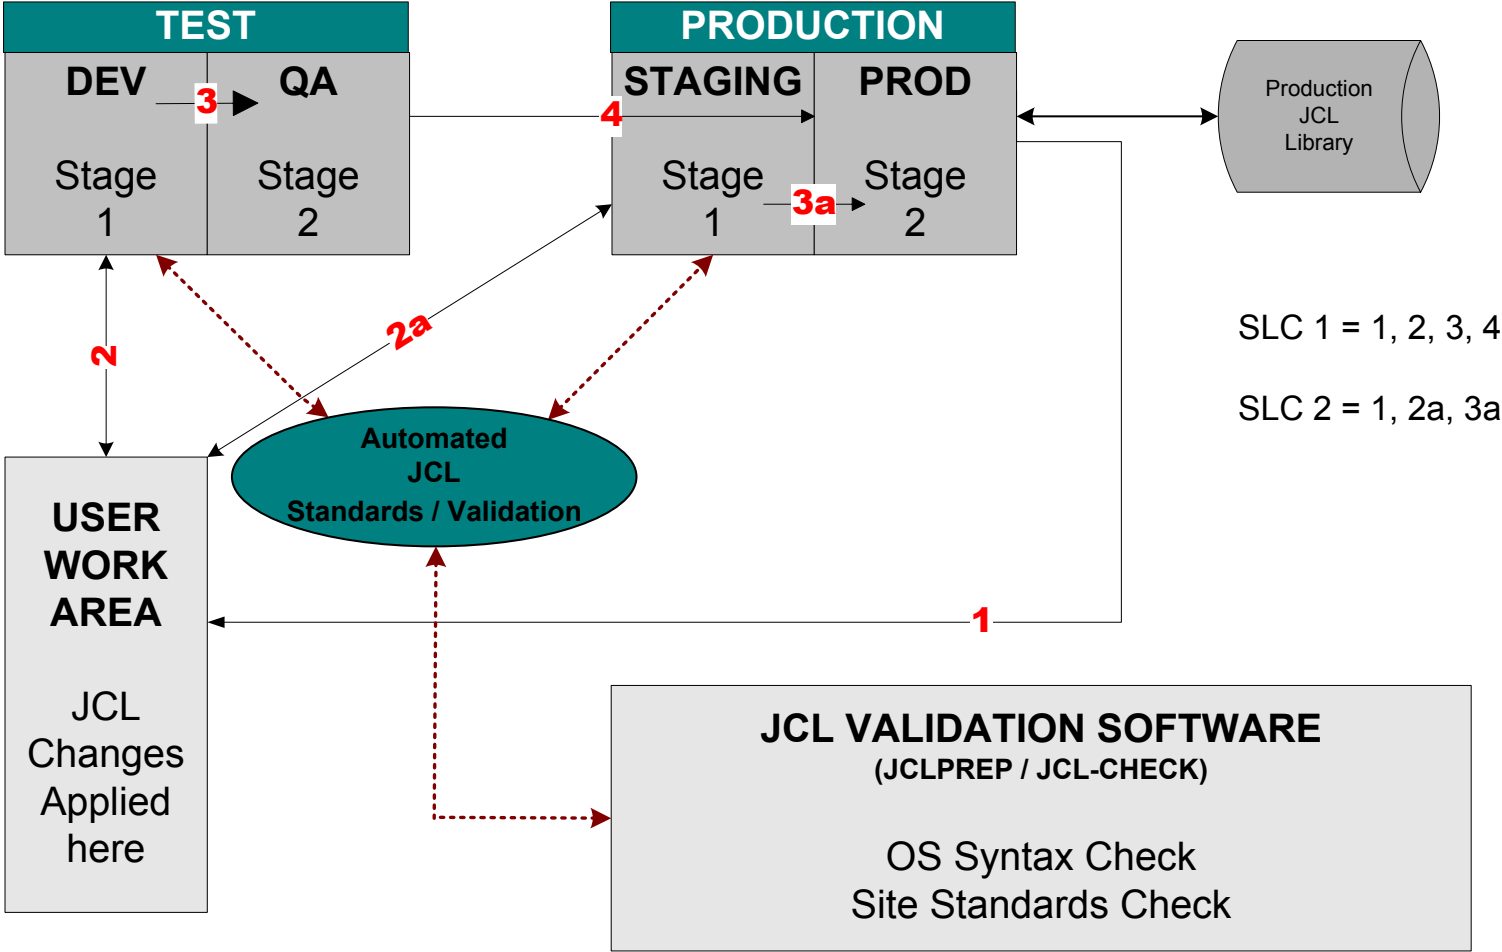 TEST
DEV
3
QA
Stage
1
Stage
2
PRODUCTION
STAGING
4
PROD
Stage
1
3a
Stage
2
Production
JCL
Library
SLC 1 = 1, 2, 3, 4
SLC 2 = 1, 2a, 3a
2
2a
Automated
JCL
Standards / Validation
USER
WORK
AREA
JCL
Changes
Applied
here
1
JCL VALIDATION SOFTWARE
(JCLPREP / JCL-CHECK)
OS Syntax Check
Site Standards Check